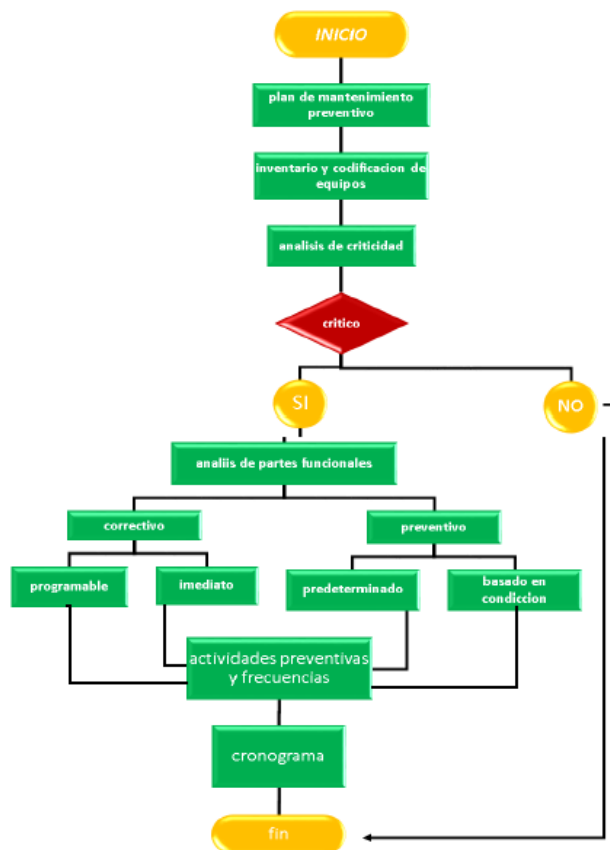 INICIO
plan de mantenimiento
preventivo
inventario y codificacion de
equipos
analisis de criticidad
critico
SI
NO
analiis de partes funcionales
correctivo
preventivo
programable
imediato
predeterminado
basado en
condiccion
actividades preventivas
y frecuencias
cronograma
fin